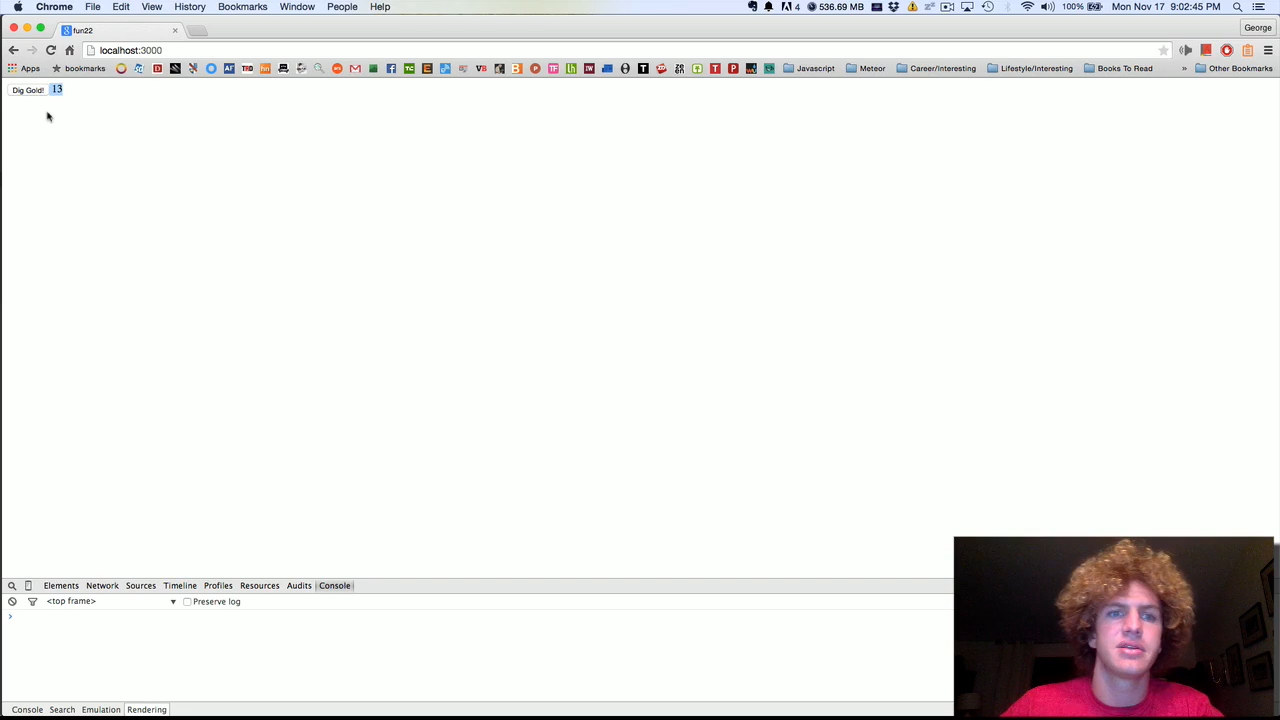 Chrome File Edit View History Bookmarks Window People Help 4 536.69 MB 100% Mon Nov 17 9:02:45 PM
fun22 George
localhost:3000
Apps bookmarks Javascript Meteor Career/Interesting Lifestyle/Interesting Books To Read » Other Bookmarks
Dig Gold! 13
Elements Network Sources Timeline Profiles Resources Audits Console
<top frame> Preserve log
Console Search Emulation Rendering